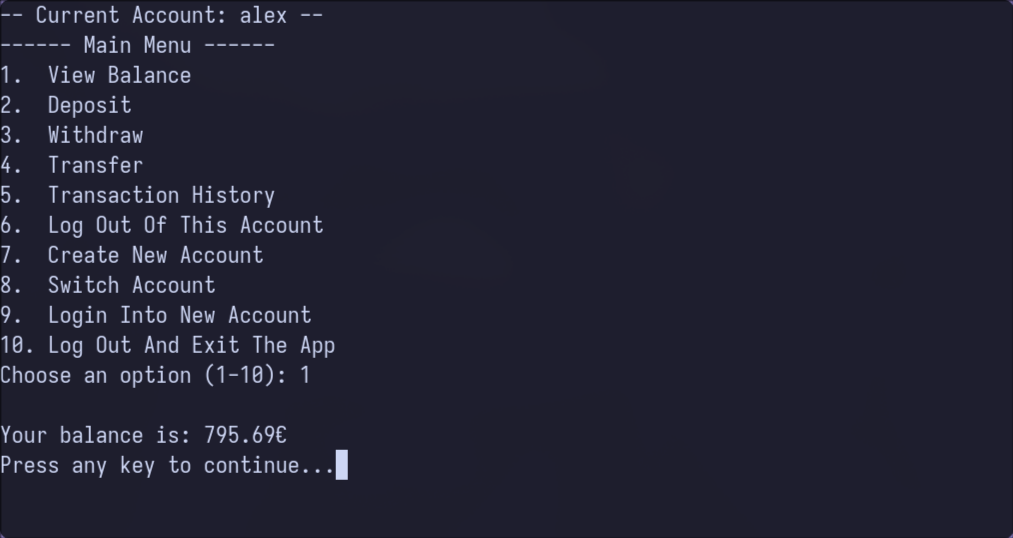 -- Current Account: alex --
------ Main Menu ------
1.  View Balance
2.  Deposit
3.  Withdraw
4.  Transfer
5.  Transaction History
6.  Log Out Of This Account
7.  Create New Account
8.  Switch Account
9.  Login Into New Account
10. Log Out And Exit The App
Choose an option (1-10): 1
Your balance is: 795.69€
Press any key to continue...